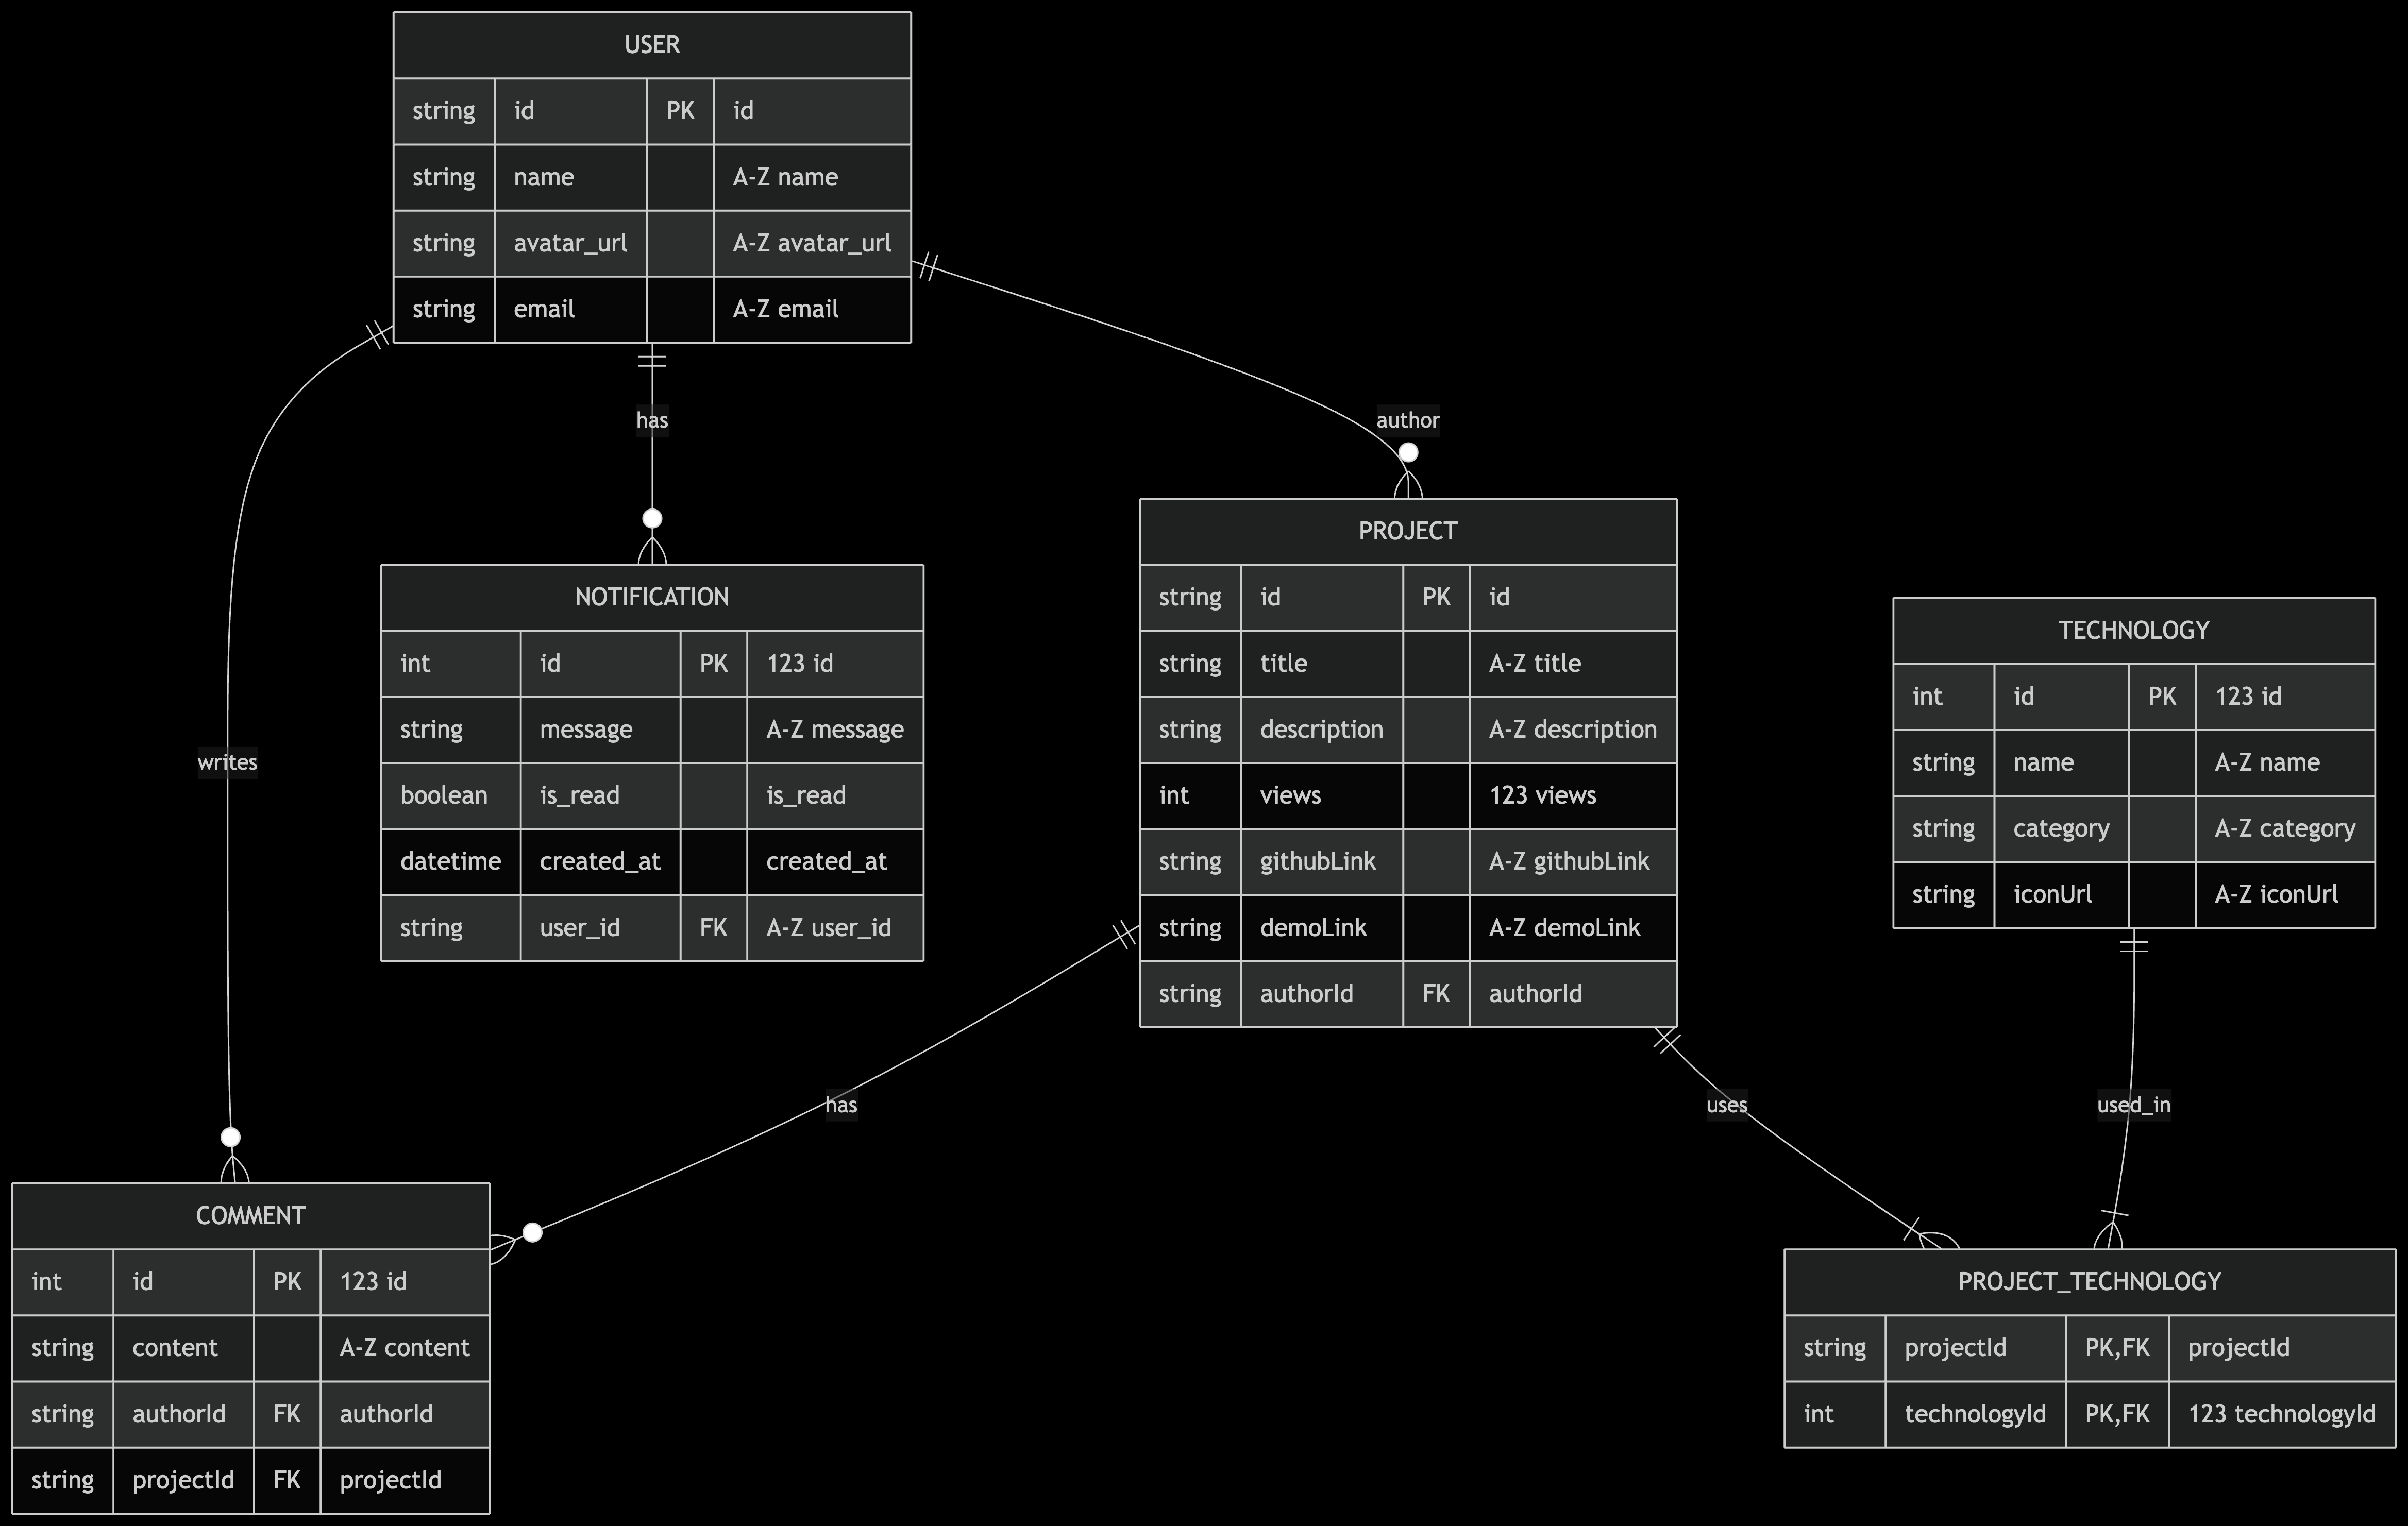 USER
string id PK id
string name A-Z name
string avatar_url A-Z avatar_url
string email A-Z email
has
author
NOTIFICATION
int id PK 123 id
string message A-Z message
boolean is_read is_read
datetime created_at created_at
string user_id FK A-Z user_id
PROJECT
string id PK id
string title A-Z title
string description A-Z description
int views 123 views
string githubLink A-Z githubLink
string demoLink A-Z demoLink
string authorId FK authorId
TECHNOLOGY
int id PK 123 id
string name A-Z name
string category A-Z category
string iconUrl A-Z iconUrl
writes
has
uses
used_in
COMMENT
int id PK 123 id
string content A-Z content
string authorId FK authorId
string projectId FK projectId
PROJECT_TECHNOLOGY
string projectId PK,FK projectId
int technologyId PK,FK 123 technologyId